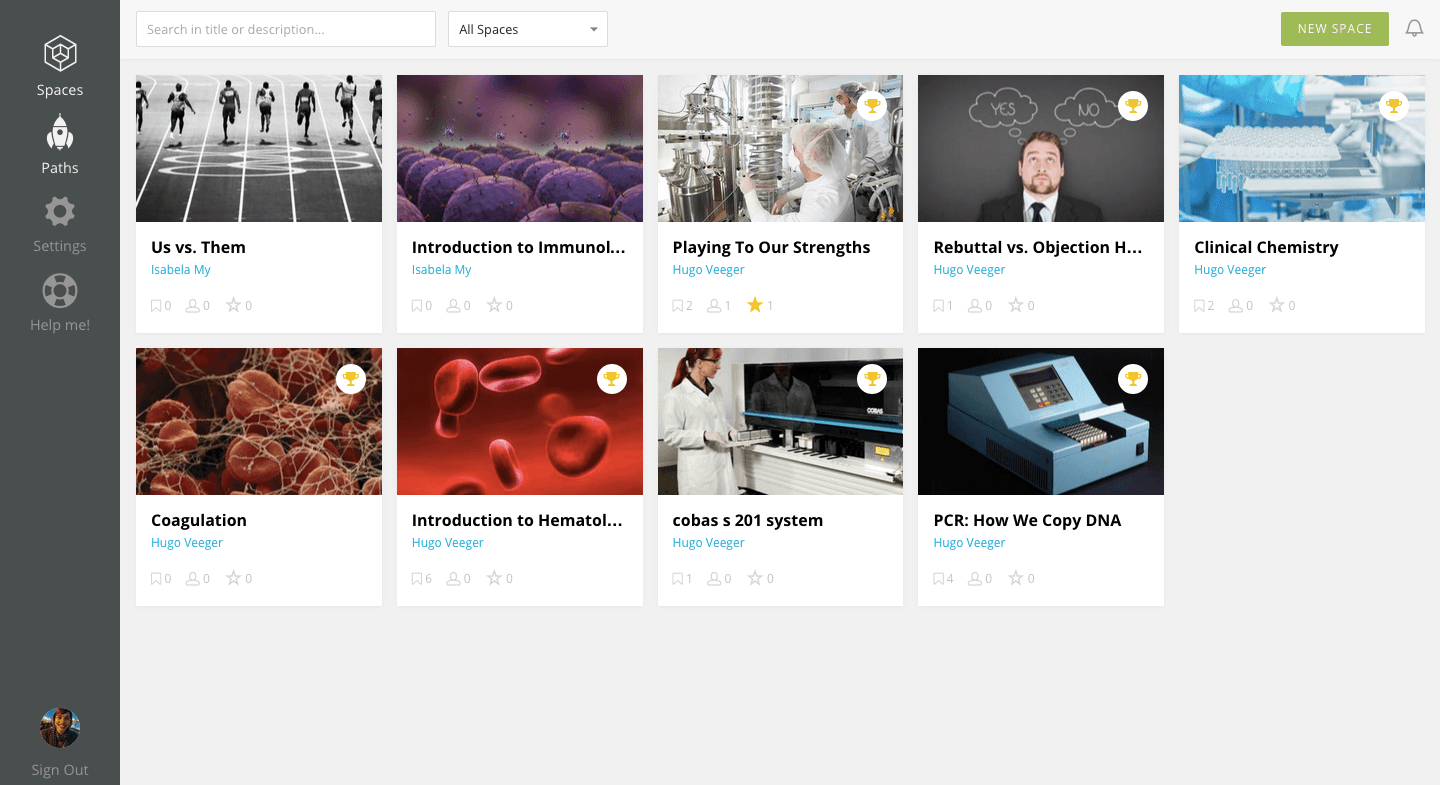 Search in title or description...
All Spaces
NEW SPACE
Spaces
Paths
Settings
Help me!
Sign Out
YES
NO
Us vs. Them
Isabela My
0 0 0
Introduction to Immunol...
Isabela My
0 0 0
Playing To Our Strengths
Hugo Veeger
2 1 1
Rebuttal vs. Objection H...
Hugo Veeger
1 0 0
Clinical Chemistry
Hugo Veeger
2 0 0
cobas
Coagulation
Hugo Veeger
0 0 0
Introduction to Hematol...
Hugo Veeger
6 0 0
cobas s 201 system
Hugo Veeger
1 0 0
PCR: How We Copy DNA
Hugo Veeger
4 0 0